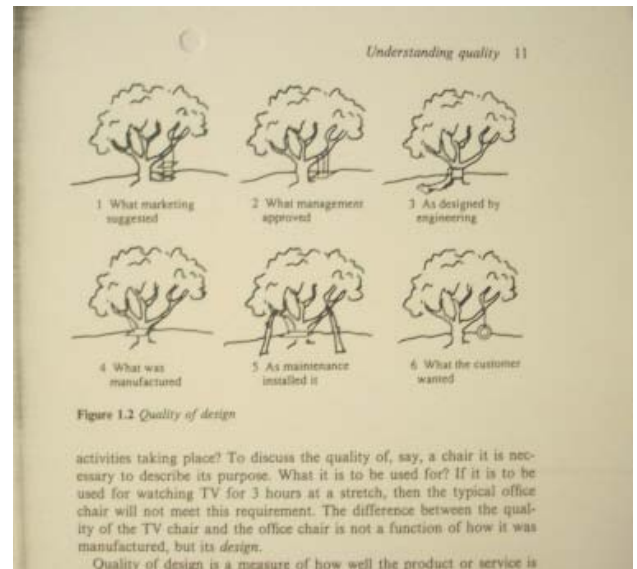 Understanding quality 11
1 What marketing
suggested
2 What management
approved
3 As designed by
engineering
4 What was
manufactured
5 As maintenance
installed it
6 What the customer
wanted
Figure 1.2 Quality of design
activities taking place? To discuss the quality of, say, a chair it is nec-
essary to describe its purpose. What it is to be used for? If it is to be
used for watching TV for 3 hours at a stretch, then the typical office
chair will not meet this requirement. The difference between the qual-
ity of the TV chair and the office chair is not a function of how it was
manufactured, but its design.
Quality of design is a measure of how well the product or service is